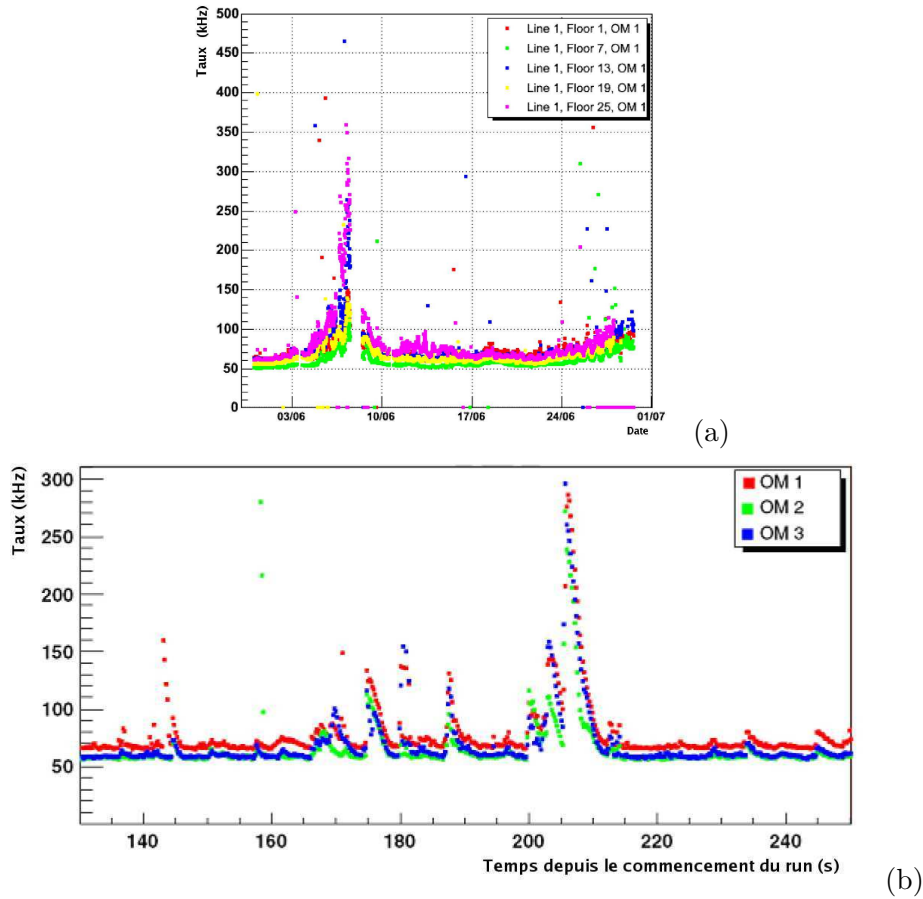 Taux (kHz)
500
450
400
350
300
250
200
150
100
50
0
Line 1, Floor 1, OM 1
Line 1, Floor 7, OM 1
Line 1, Floor 13, OM 1
Line 1, Floor 19, OM 1
Line 1, Floor 25, OM 1
03/06 10/06 17/06 24/06 01/07
Date
(a)
Taux (kHz)
300
250
200
150
100
50
OM 1
OM 2
OM 3
140 160 180 200 220 240
Temps depuis le commencement du run (s)
(b)